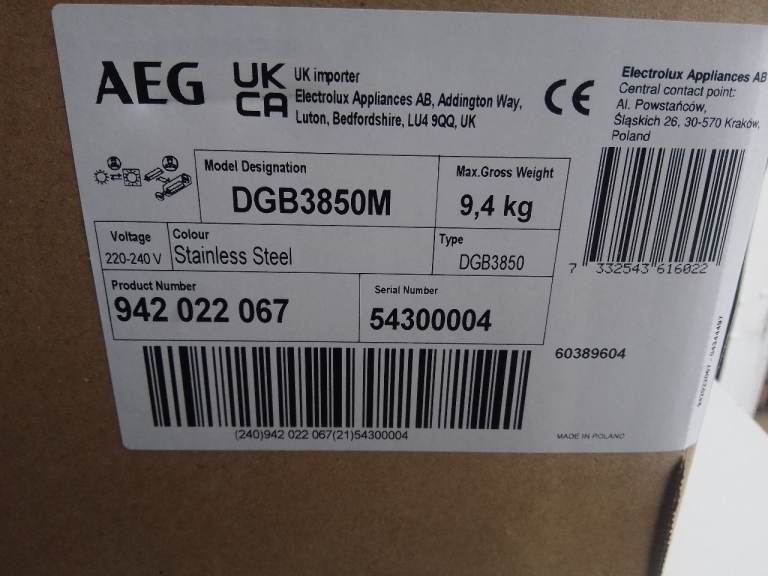 AEG
UK
CA
UK importer
Electrolux Appliances AB, Addington Way,
Luton, Bedfordshire, LU4 9QQ, UK
CE
Electrolux Appliances AB
Central contact point:
Al. Powstańców,
Śląskich 26, 30-570 Kraków,
Poland
Model Designation
DGB3850M
Max.Gross Weight
9,4 kg
Voltage
220-240 V
Colour
Stainless Steel
Type
DGB3850
7 332543 616022
Product Number
942 022 067
Serial Number
54300004
60389604
(240)942 022 067(21)54300004
MADE IN POLAND